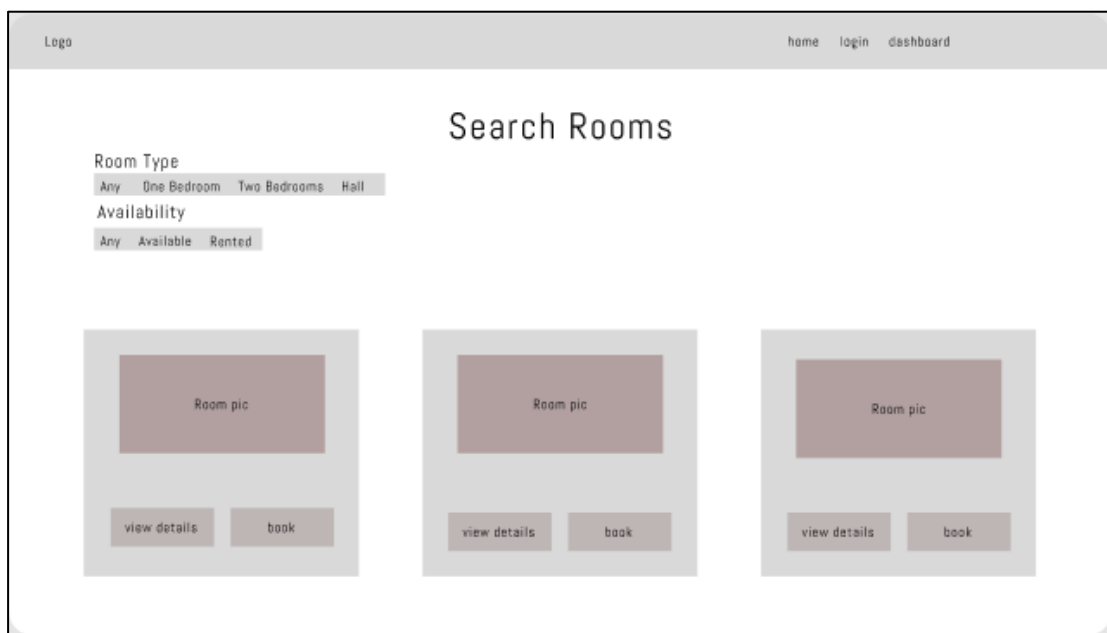 Logo home login dashboard
Search Rooms
Room Type
Any One Bedroom Two Bedrooms Hall
Availability
Any Available Rented
Room pic
view details book
Room pic
view details book
Room pic
view details book